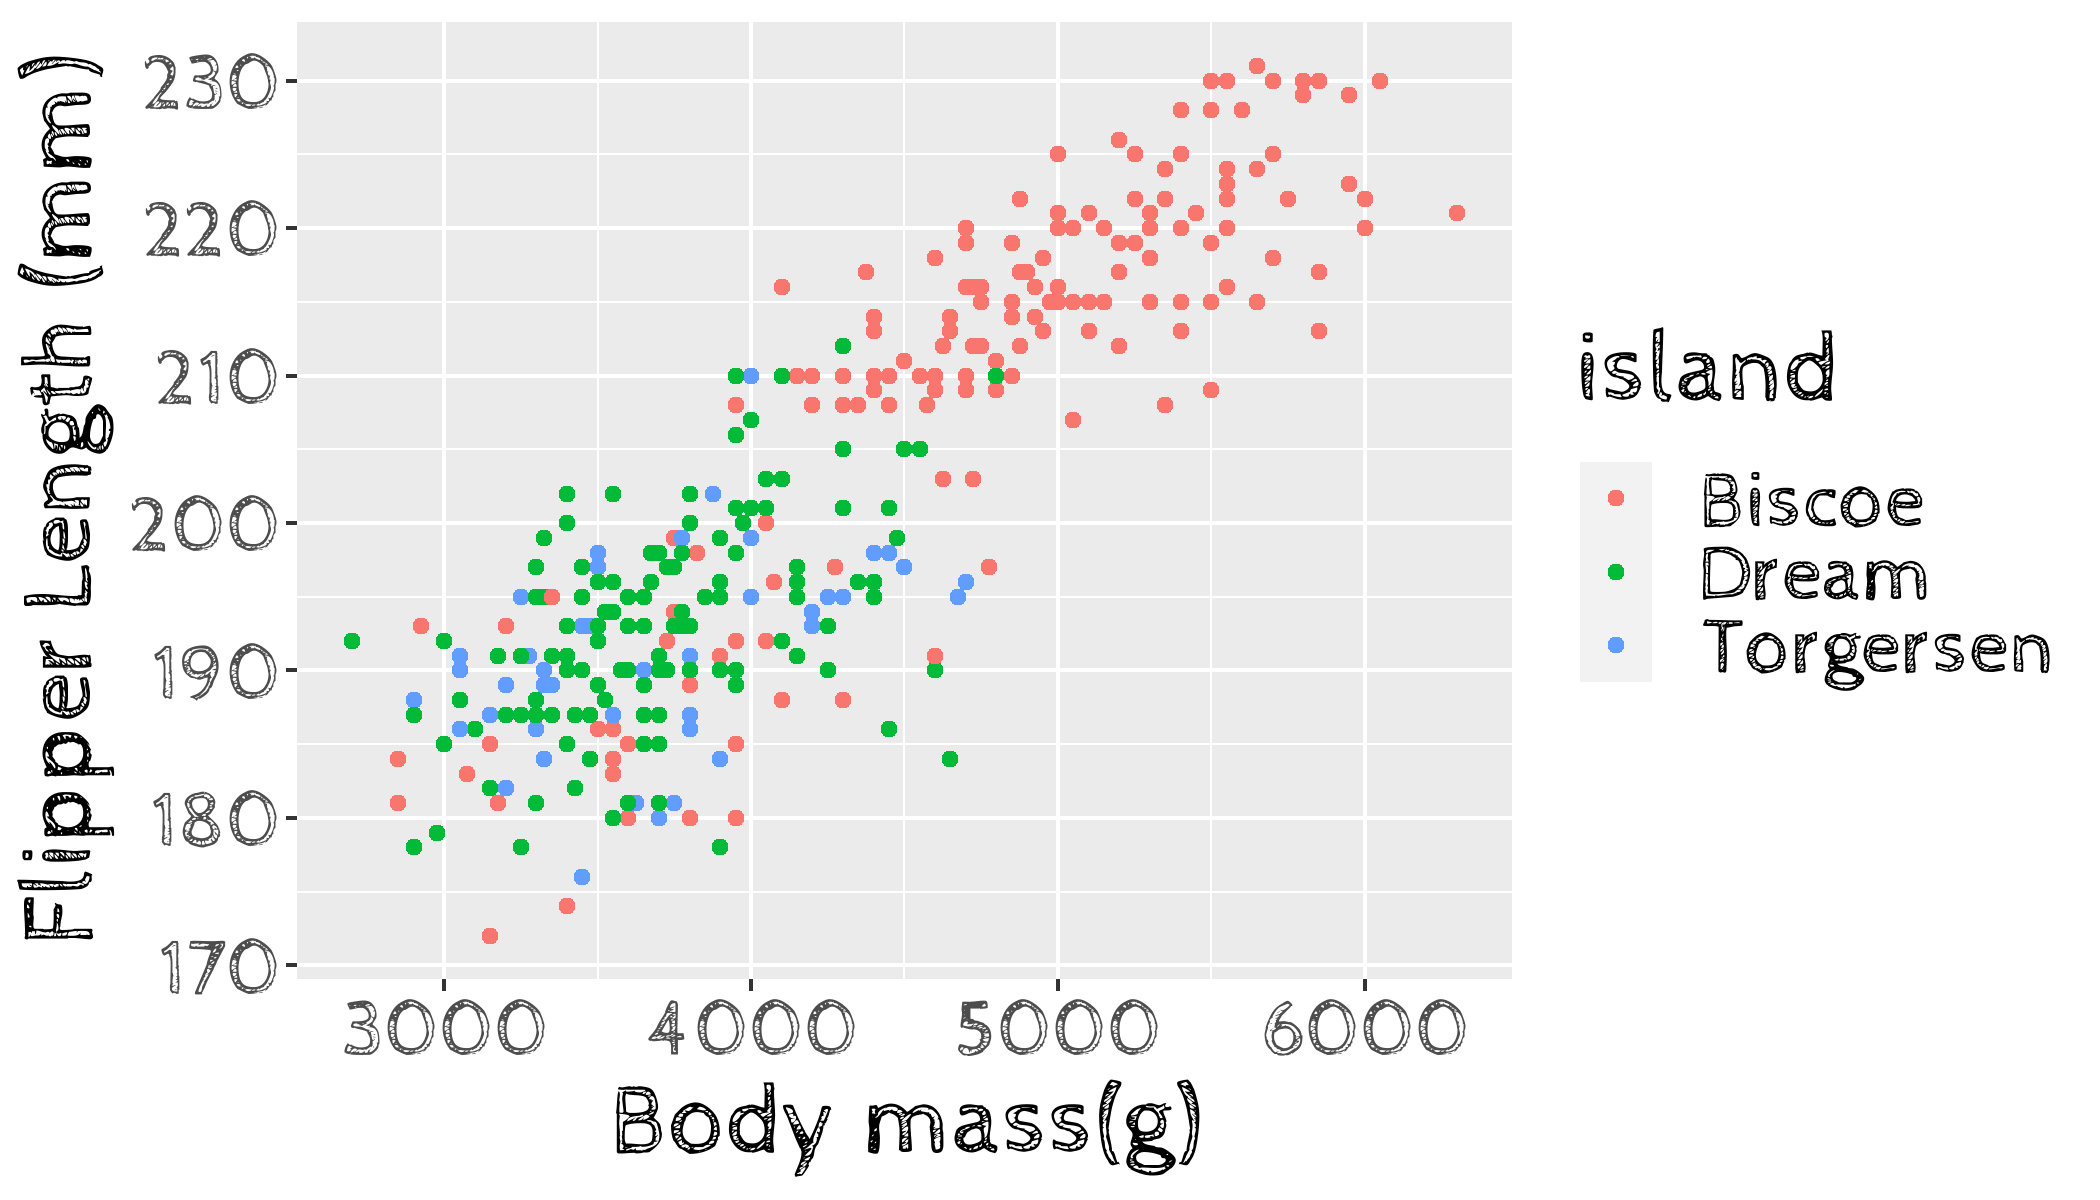 Flipper Length (mm)
230
220
210
200
190
180
170
3000 4000 5000 6000
Body mass(g)
island
Biscoe
Dream
Torgersen